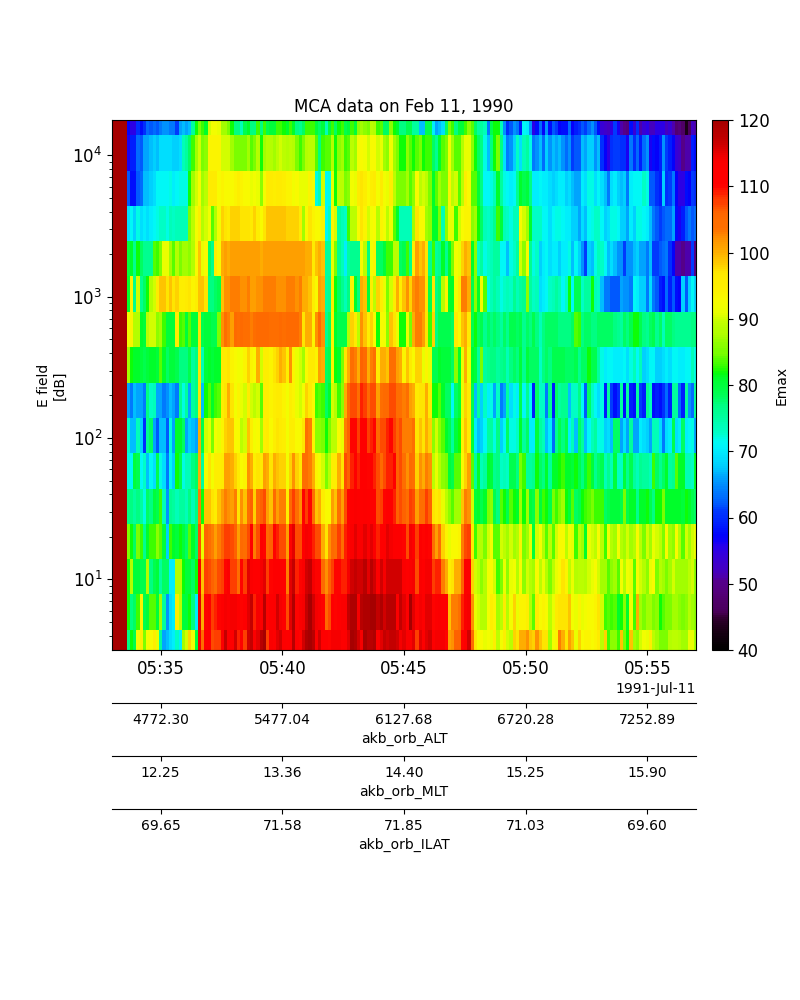 MCA data on Feb 11, 1990
10^4
10^3
10^2
10^1
E field
[dB]
120
110
100
90
80
70
60
50
40
Emax
05:35 05:40 05:45 05:50 05:55
1991-Jul-11
4772.30 5477.04 6127.68 6720.28 7252.89
akb_orb_ALT
12.25 13.36 14.40 15.25 15.90
akb_orb_MLT
69.65 71.58 71.85 71.03 69.60
akb_orb_ILAT